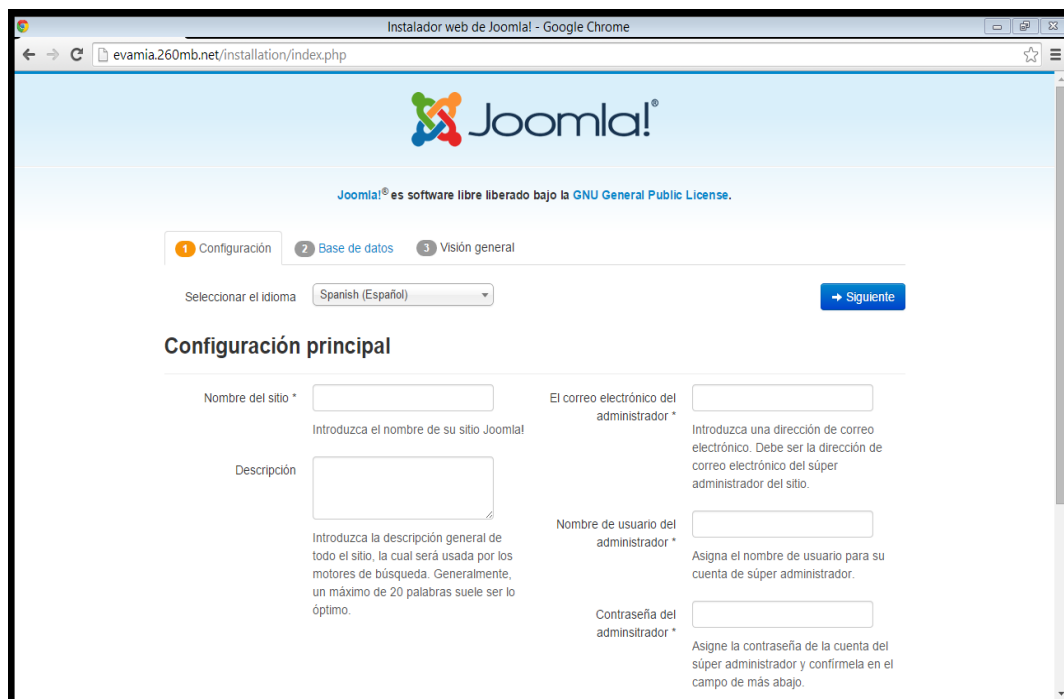 Instalador web de Joomla! - Google Chrome
evamia.260mb.net/installation/index.php
Joomla!®
Joomla!® es software libre liberado bajo la GNU General Public License.
1 Configuración
2 Base de datos
3 Visión general
Seleccionar el idioma
Spanish (Español)
→ Siguiente
Configuración principal
Nombre del sitio *
Introduzca el nombre de su sitio Joomla!
Descripción
Introduzca la descripción general de
todo el sitio, la cual será usada por los
motores de búsqueda. Generalmente,
un máximo de 20 palabras suele ser lo
óptimo.
El correo electrónico del
administrador *
Introduzca una dirección de correo
electrónico. Debe ser la dirección de
correo electrónico del súper
administrador del sitio.
Nombre de usuario del
administrador *
Asigna el nombre de usuario para su
cuenta de súper administrador.
Contraseña del
adminsitrador *
Asigne la contraseña de la cuenta del
súper administrador y confírmela en el
campo de más abajo.